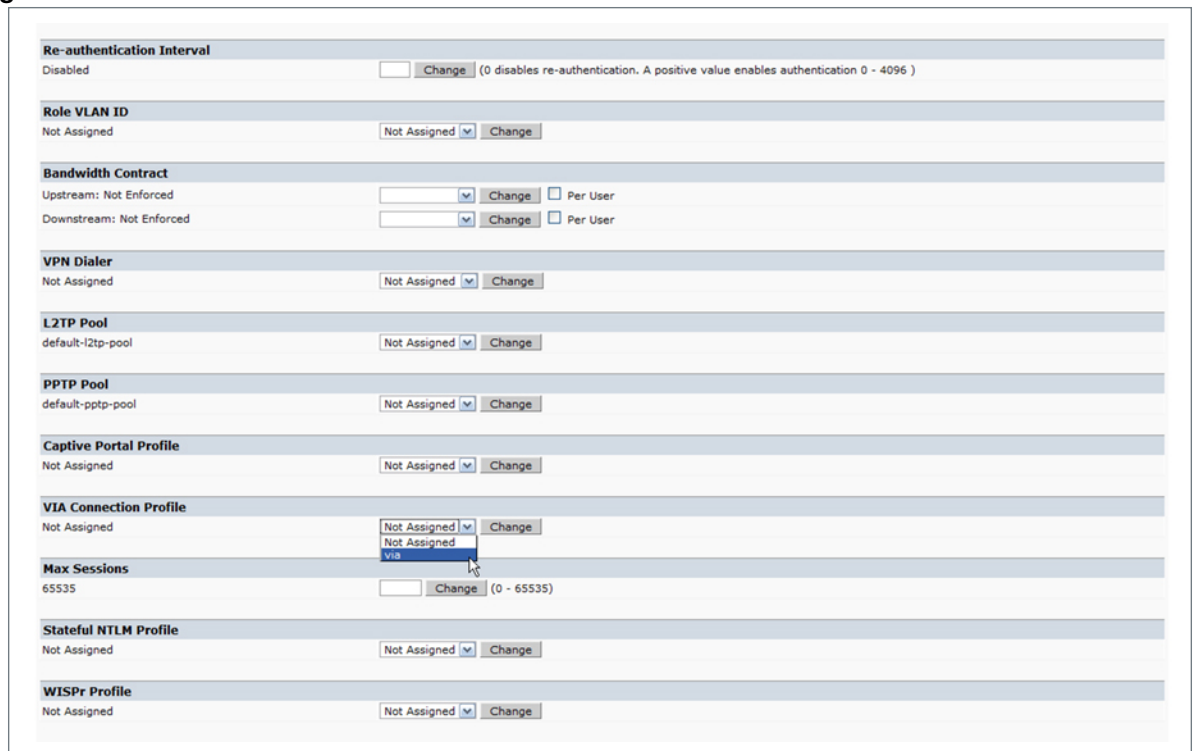 Re-authentication Interval
Disabled Change (0 disables re-authentication. A positive value enables authentication 0 - 4096 )
Role VLAN ID
Not Assigned Not Assigned Change
Bandwidth Contract
Upstream: Not Enforced Change Per User
Downstream: Not Enforced Change Per User
VPN Dialer
Not Assigned Not Assigned Change
L2TP Pool
default-l2tp-pool Not Assigned Change
PPTP Pool
default-pptp-pool Not Assigned Change
Captive Portal Profile
Not Assigned Not Assigned Change
VIA Connection Profile
Not Assigned Not Assigned Change
Not Assigned
via
Max Sessions
65535 Change (0 - 65535)
Stateful NTLM Profile
Not Assigned Not Assigned Change
WISPr Profile
Not Assigned Not Assigned Change